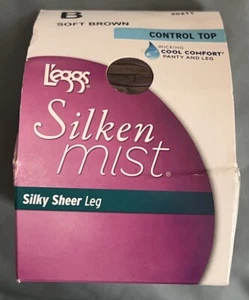 B
SOFT BROWN
CONTROL TOP
WICKING
COOL COMFORT
PANTY AND LEG
L'eggs
Silken
mist®
Silky Sheer Leg